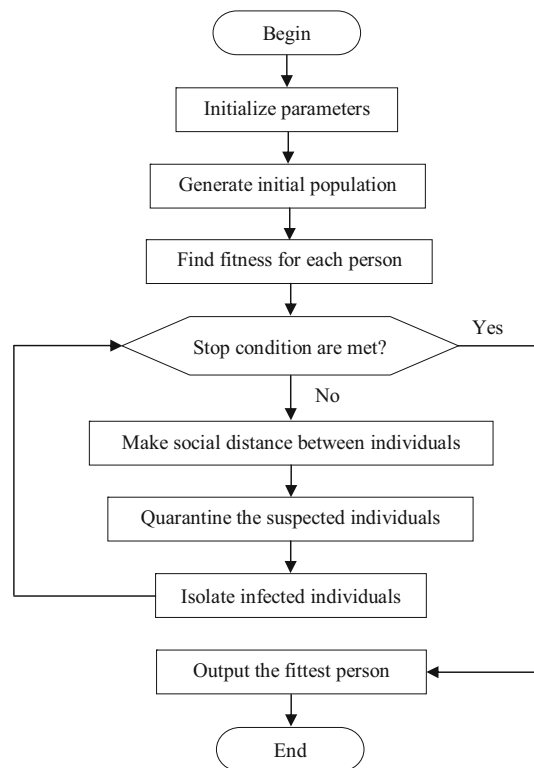 Begin
Initialize parameters
Generate initial population
Find fitness for each person
Stop condition are met?
Yes
No
Make social distance between individuals
Quarantine the suspected individuals
Isolate infected individuals
Output the fittest person
End